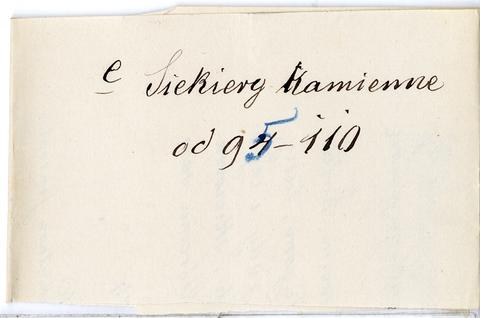 e Siekiery Kamienne
od 95-110